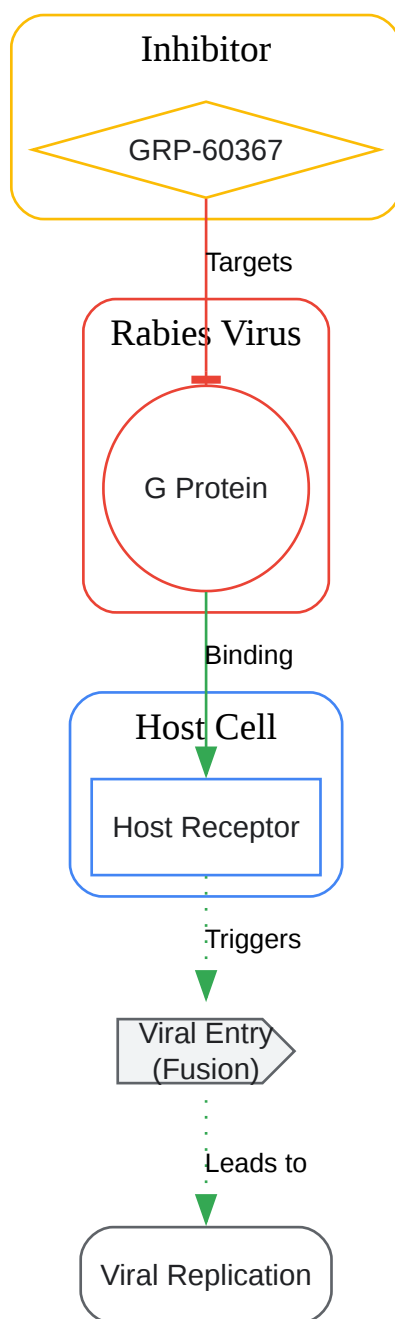 Inhibitor
GRP-60367
Targets
Rabies Virus
G Protein
Binding
Host Cell
Host Receptor
Triggers
Viral Entry
(Fusion)
Leads to
Viral Replication